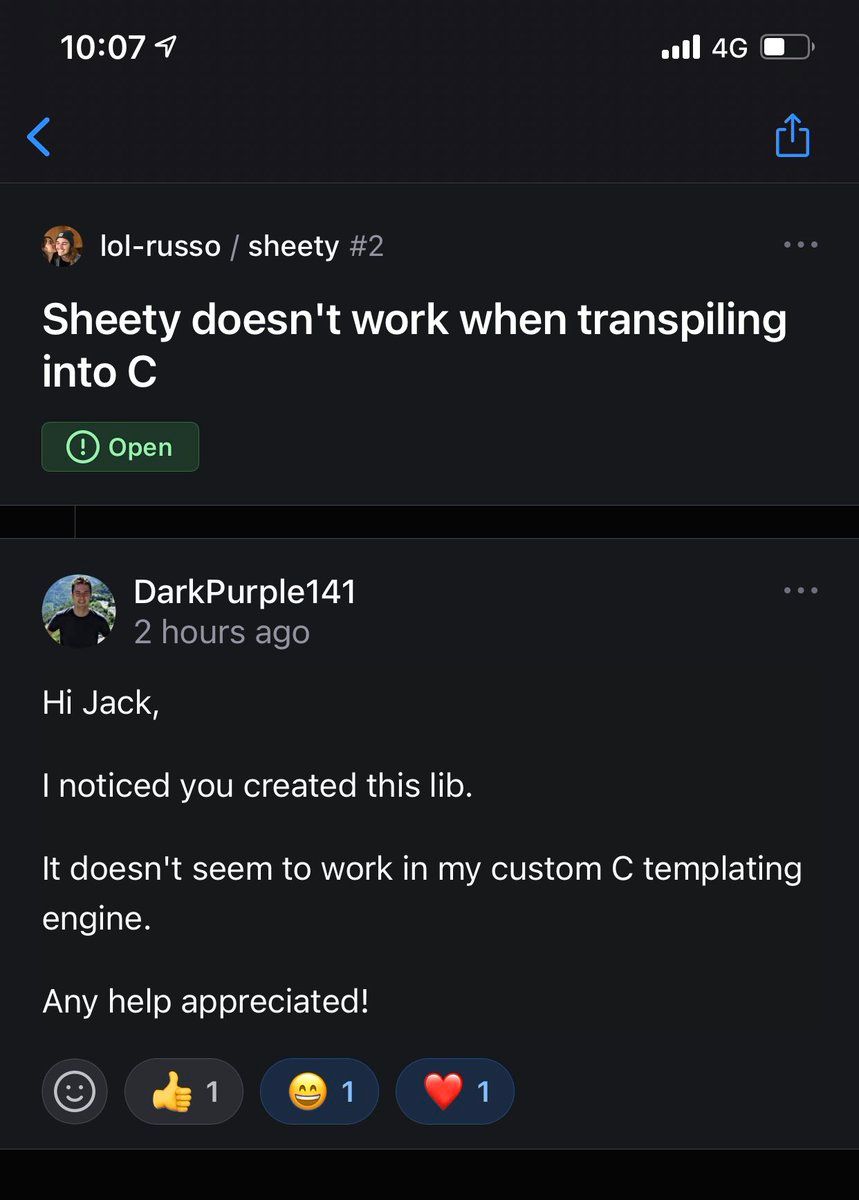 10:07 4G
lol-russo / sheety #2
Sheety doesn't work when transpiling
into C
Open
DarkPurple141
2 hours ago
Hi Jack,
I noticed you created this lib.
It doesn't seem to work in my custom C templating
engine.
Any help appreciated!
👍 1 😄 1 ❤️ 1